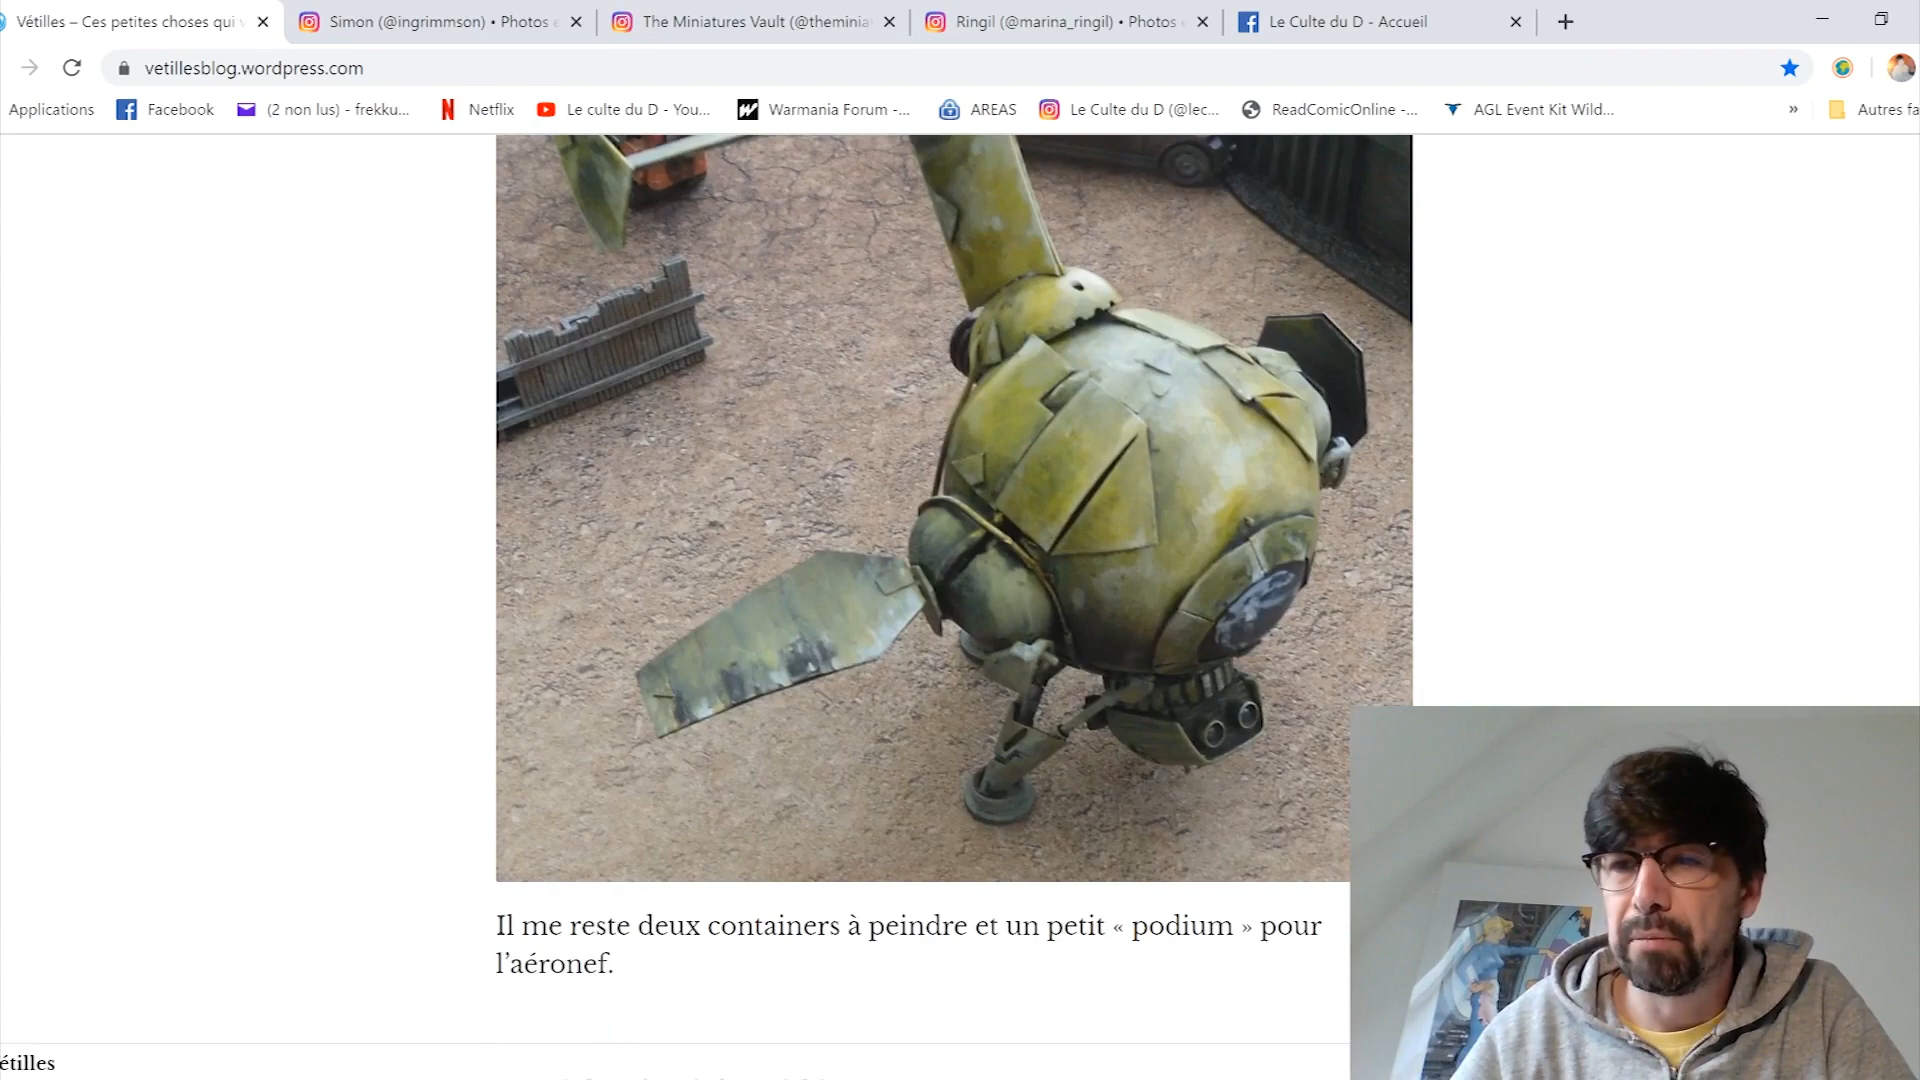 Vétilles – Ces petites choses qui
Simon (@ingrimmson) • Photos
The Miniatures Vault (@theminia
Ringil (@marina_ringil) • Photos
Le Culte du D - Accueil
vetillesblog.wordpress.com
Applications
Facebook
(2 non lus) - frekku...
Netflix
Le culte du D - You...
Warmania Forum -...
AREAS
Le Culte du D (@lec...
ReadComicOnline -...
AGL Event Kit Wild...
»
Autres fa
Il me reste deux containers à peindre et un petit « podium » pour
l’aéronef.
étilles